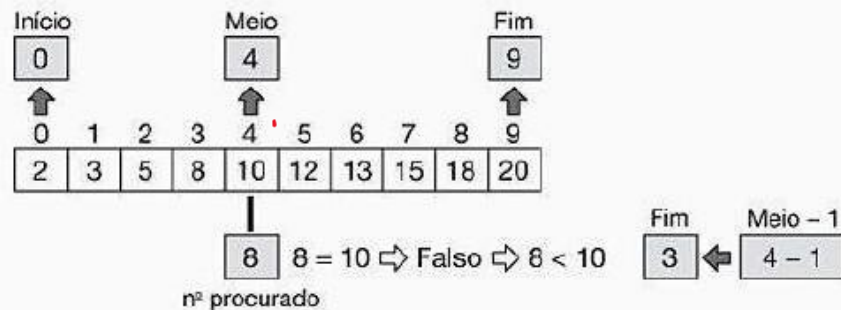 Início Meio Fim
0 4 9
0 1 2 3 4 5 6 7 8 9
2 3 5 8 10 12 13 15 18 20
Fim Meio – 1
8 8 = 10 ⇨ Falso ⇨ 8 < 10 3 4 – 1
nº procurado